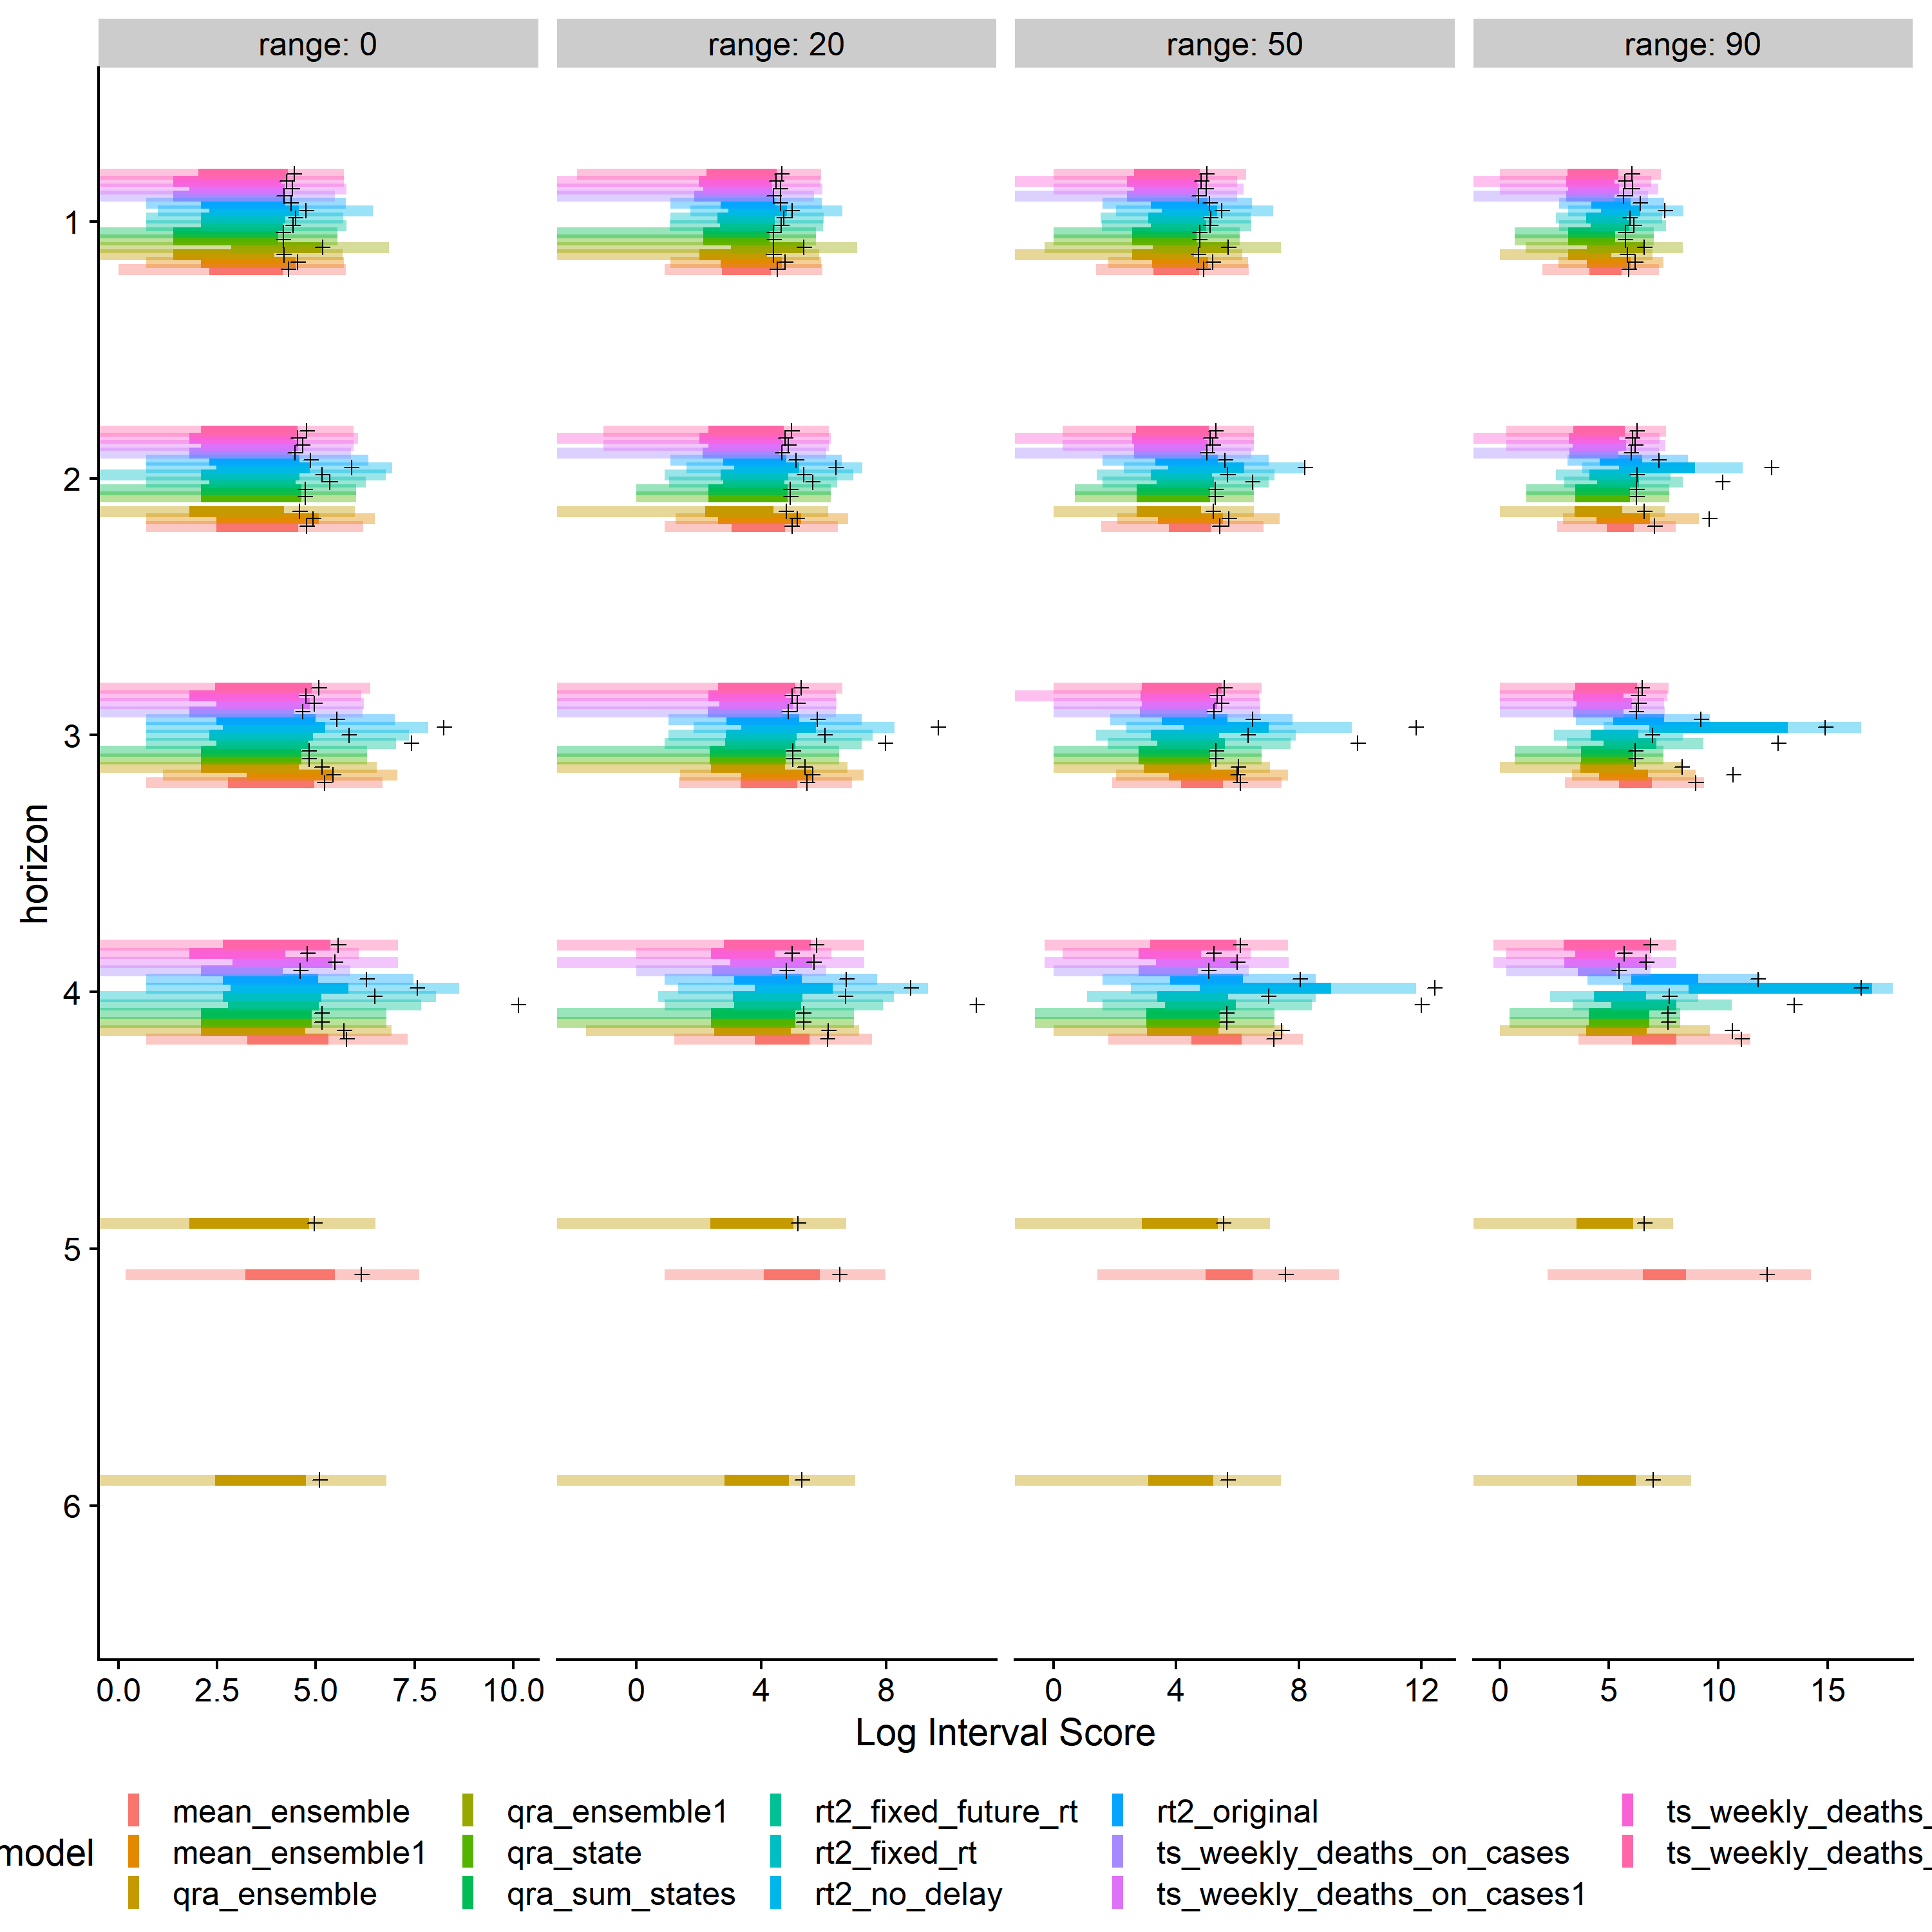 range: 0 range: 20 range: 50 range: 90
horizon
1
2
3
4
5
6
0.0 2.5 5.0 7.5 10.0 0 4 8 0 4 8 12 0 5 10 15
Log Interval Score
model
mean_ensemble qra_ensemble1 rt2_fixed_future_rt rt2_original ts_weekly_deaths_
mean_ensemble1 qra_state rt2_fixed_rt ts_weekly_deaths_on_cases ts_weekly_deaths_
qra_ensemble qra_sum_states rt2_no_delay ts_weekly_deaths_on_cases1